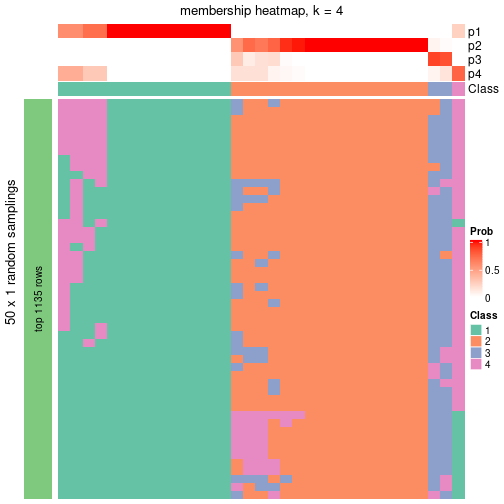 membership heatmap, k = 4
p1
p2
p3
p4
Class
50 x 1 random samplings
top 1135 rows
Prob
1
0.5
0
Class
1
2
3
4